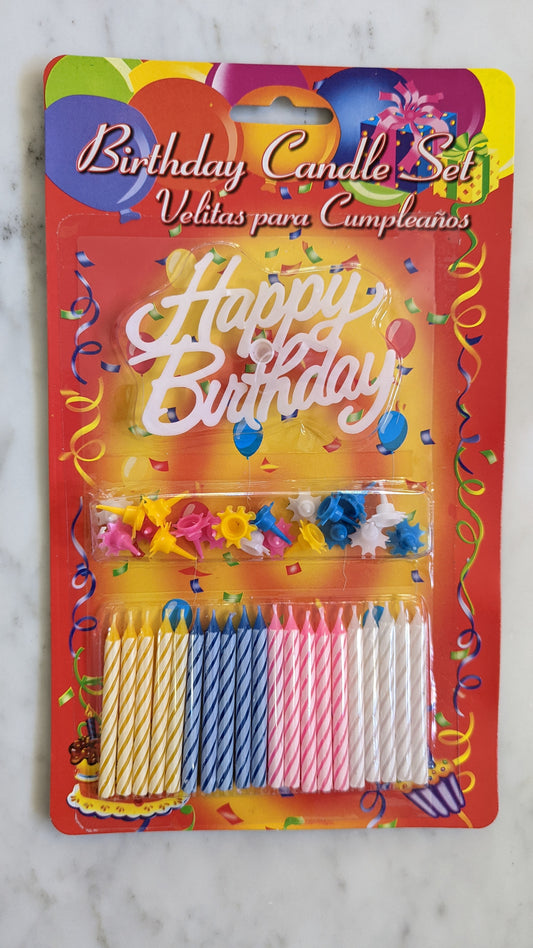 Birthday Candle Set
Velitas para Cumpleaños
Happy
Birthday